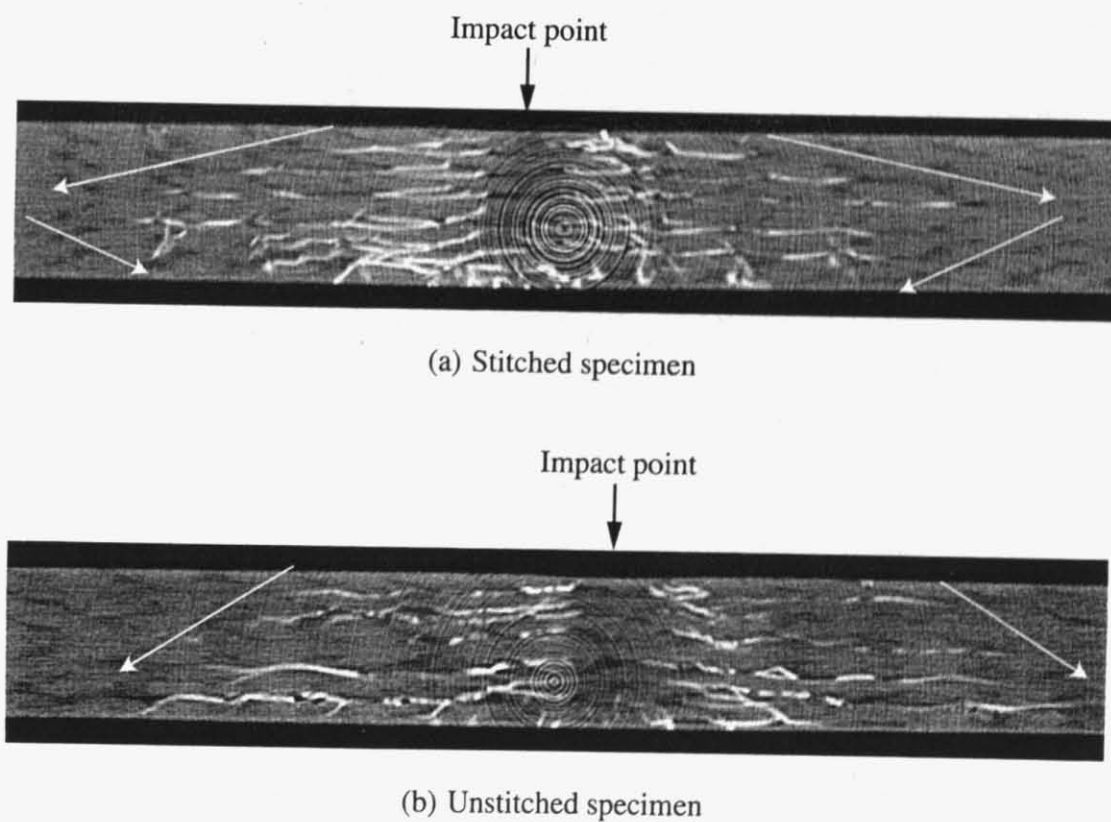 Impact point
(a) Stitched specimen
Impact point
(b) Unstitched specimen